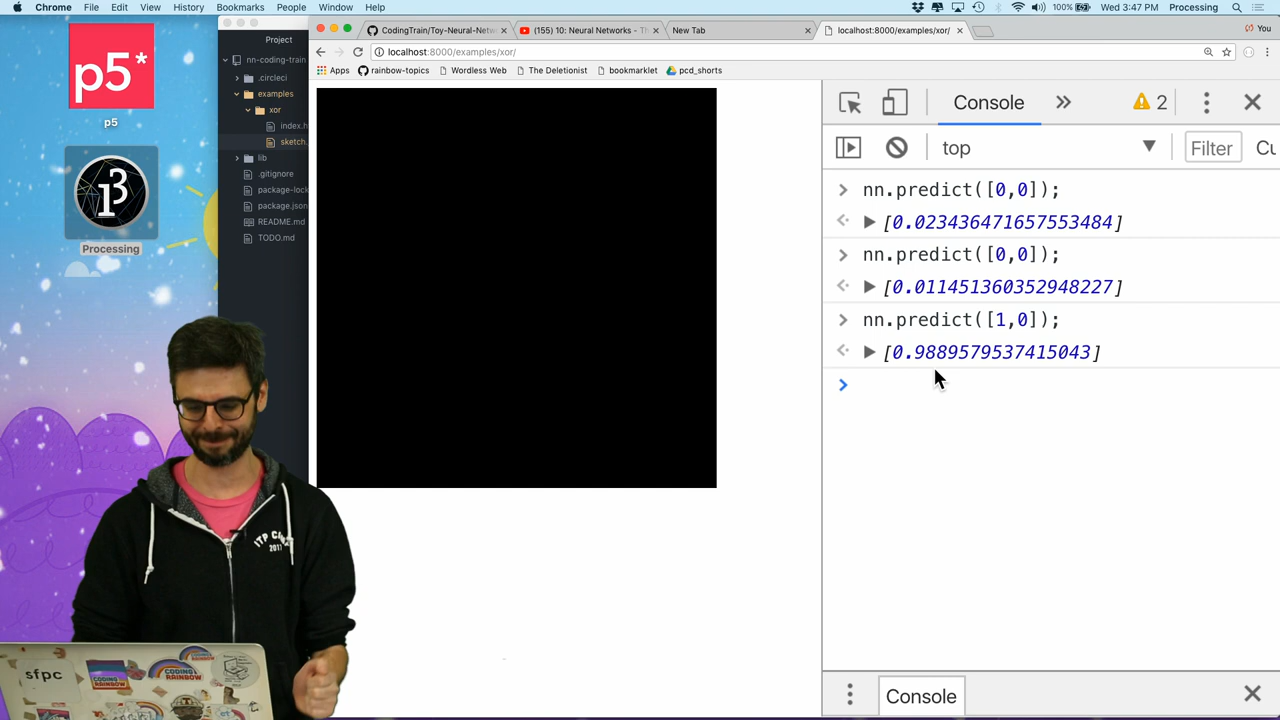 Chrome File Edit View History Bookmarks People Window Help 100% Wed 3:47 PM Processing
p5*
p5
Processing
Project
nn-coding-train
.circleci
examples
xor
index.h
sketch.
lib
.gitignore
package-lock
package.json
README.md
TODO.md
CodingTrain/Toy-Neural-Netw × (155) 10: Neural Networks - Th × New Tab × localhost:8000/examples/xor/ ×
You
localhost:8000/examples/xor/
Apps rainbow-topics Wordless Web The Deletionist bookmarklet pcd_shorts
Console » 2
top Filter
nn.predict([0,0]);
[0.023436471657553484]
nn.predict([0,0]);
[0.011451360352948227]
nn.predict([1,0]);
[0.9889579537415043]
Console
2017
sfpc
CODING
RAINBOW